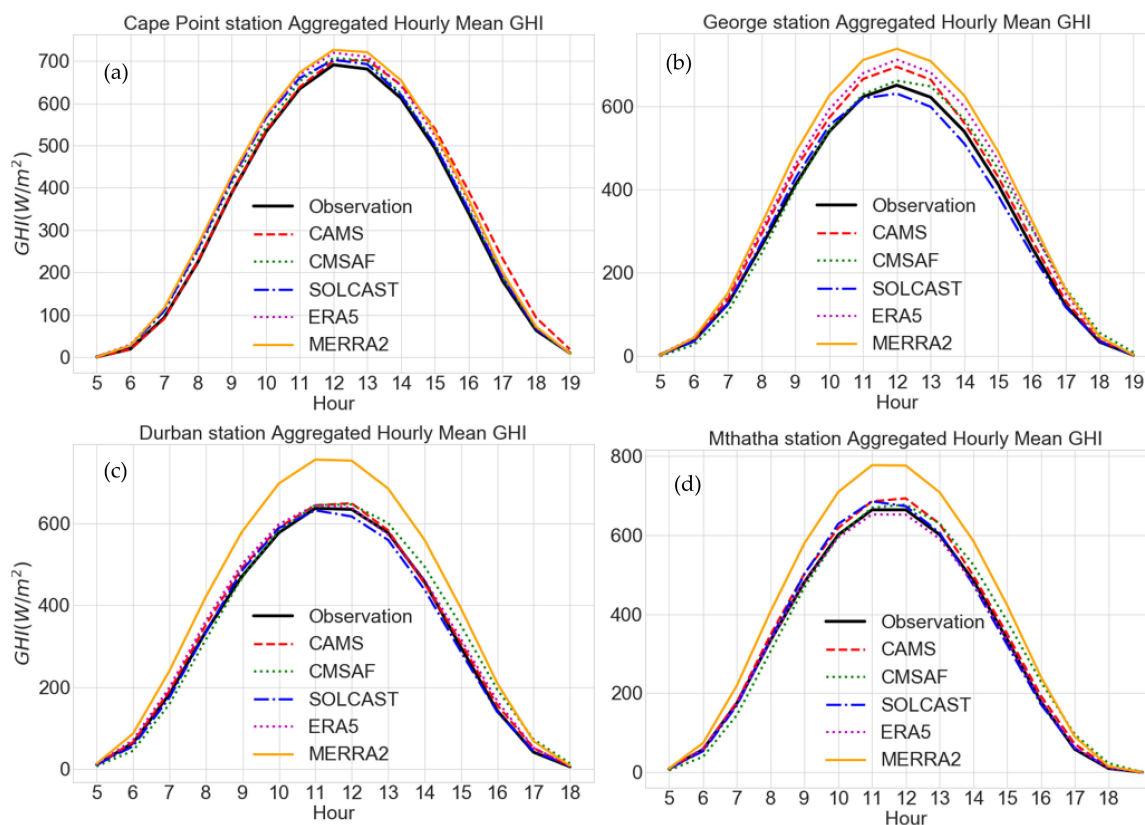 Cape Point station Aggregated Hourly Mean GHI
(a)
GHI(W/m²)
700
600
500
400
300
200
100
0
Observation
CAMS
CMSAF
SOLCAST
ERA5
MERRA2
5 6 7 8 9 10 11 12 13 14 15 16 17 18 19
Hour
George station Aggregated Hourly Mean GHI
(b)
600
400
200
0
Observation
CAMS
CMSAF
SOLCAST
ERA5
MERRA2
5 6 7 8 9 10 11 12 13 14 15 16 17 18 19
Hour
Durban station Aggregated Hourly Mean GHI
(c)
GHI(W/m²)
600
400
200
0
Observation
CAMS
CMSAF
SOLCAST
ERA5
MERRA2
5 6 7 8 9 10 11 12 13 14 15 16 17 18
Hour
Mthatha station Aggregated Hourly Mean GHI
(d)
800
600
400
200
0
Observation
CAMS
CMSAF
SOLCAST
ERA5
MERRA2
5 6 7 8 9 10 11 12 13 14 15 16 17 18
Hour